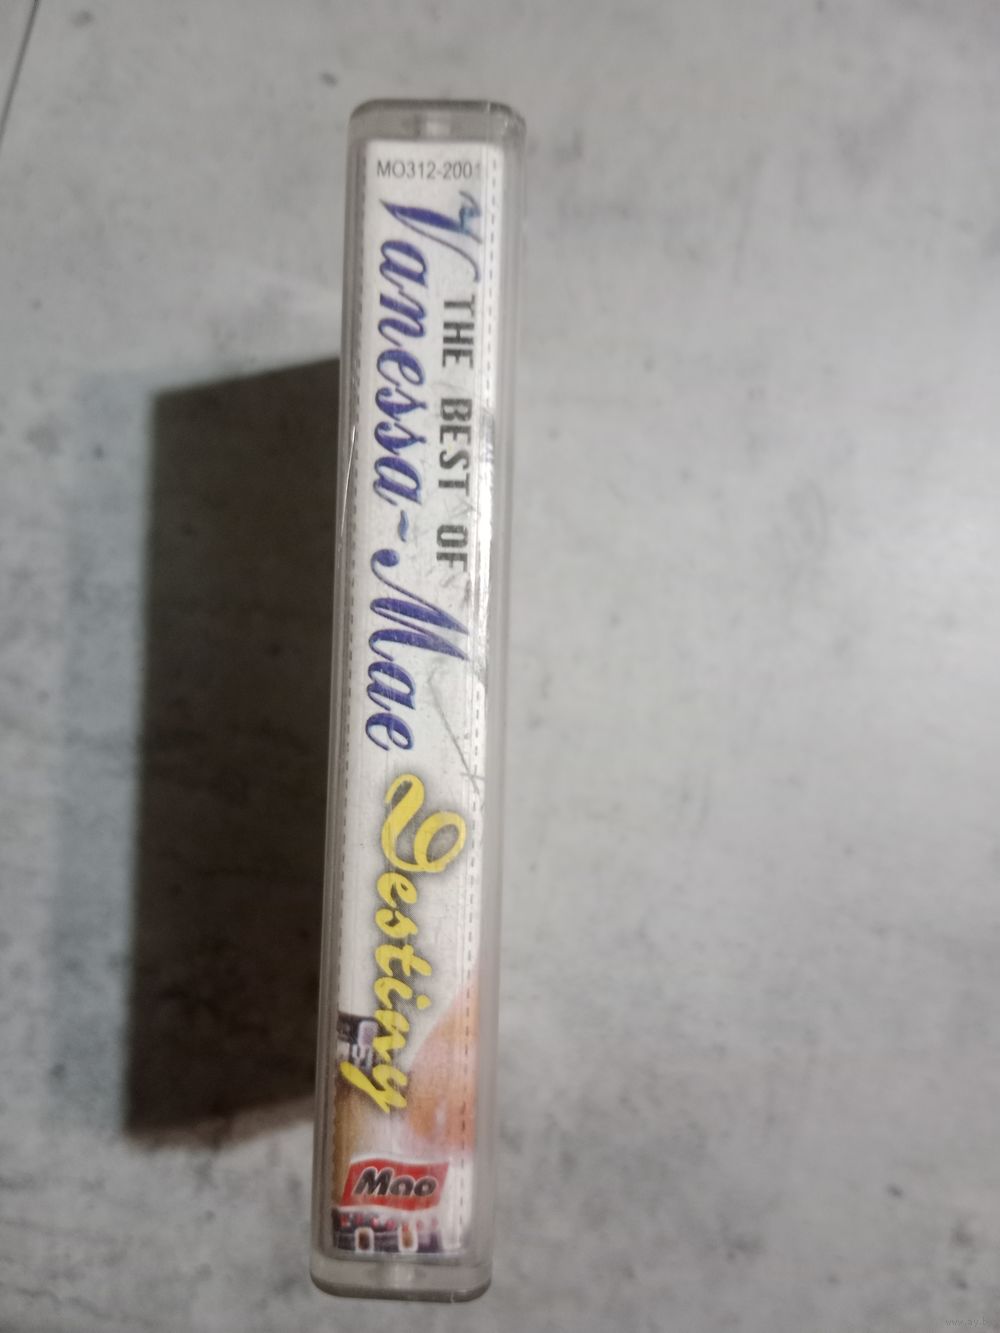 MO312-2001
THE BEST OF
Vanessa-Mae
Destiny
Mao